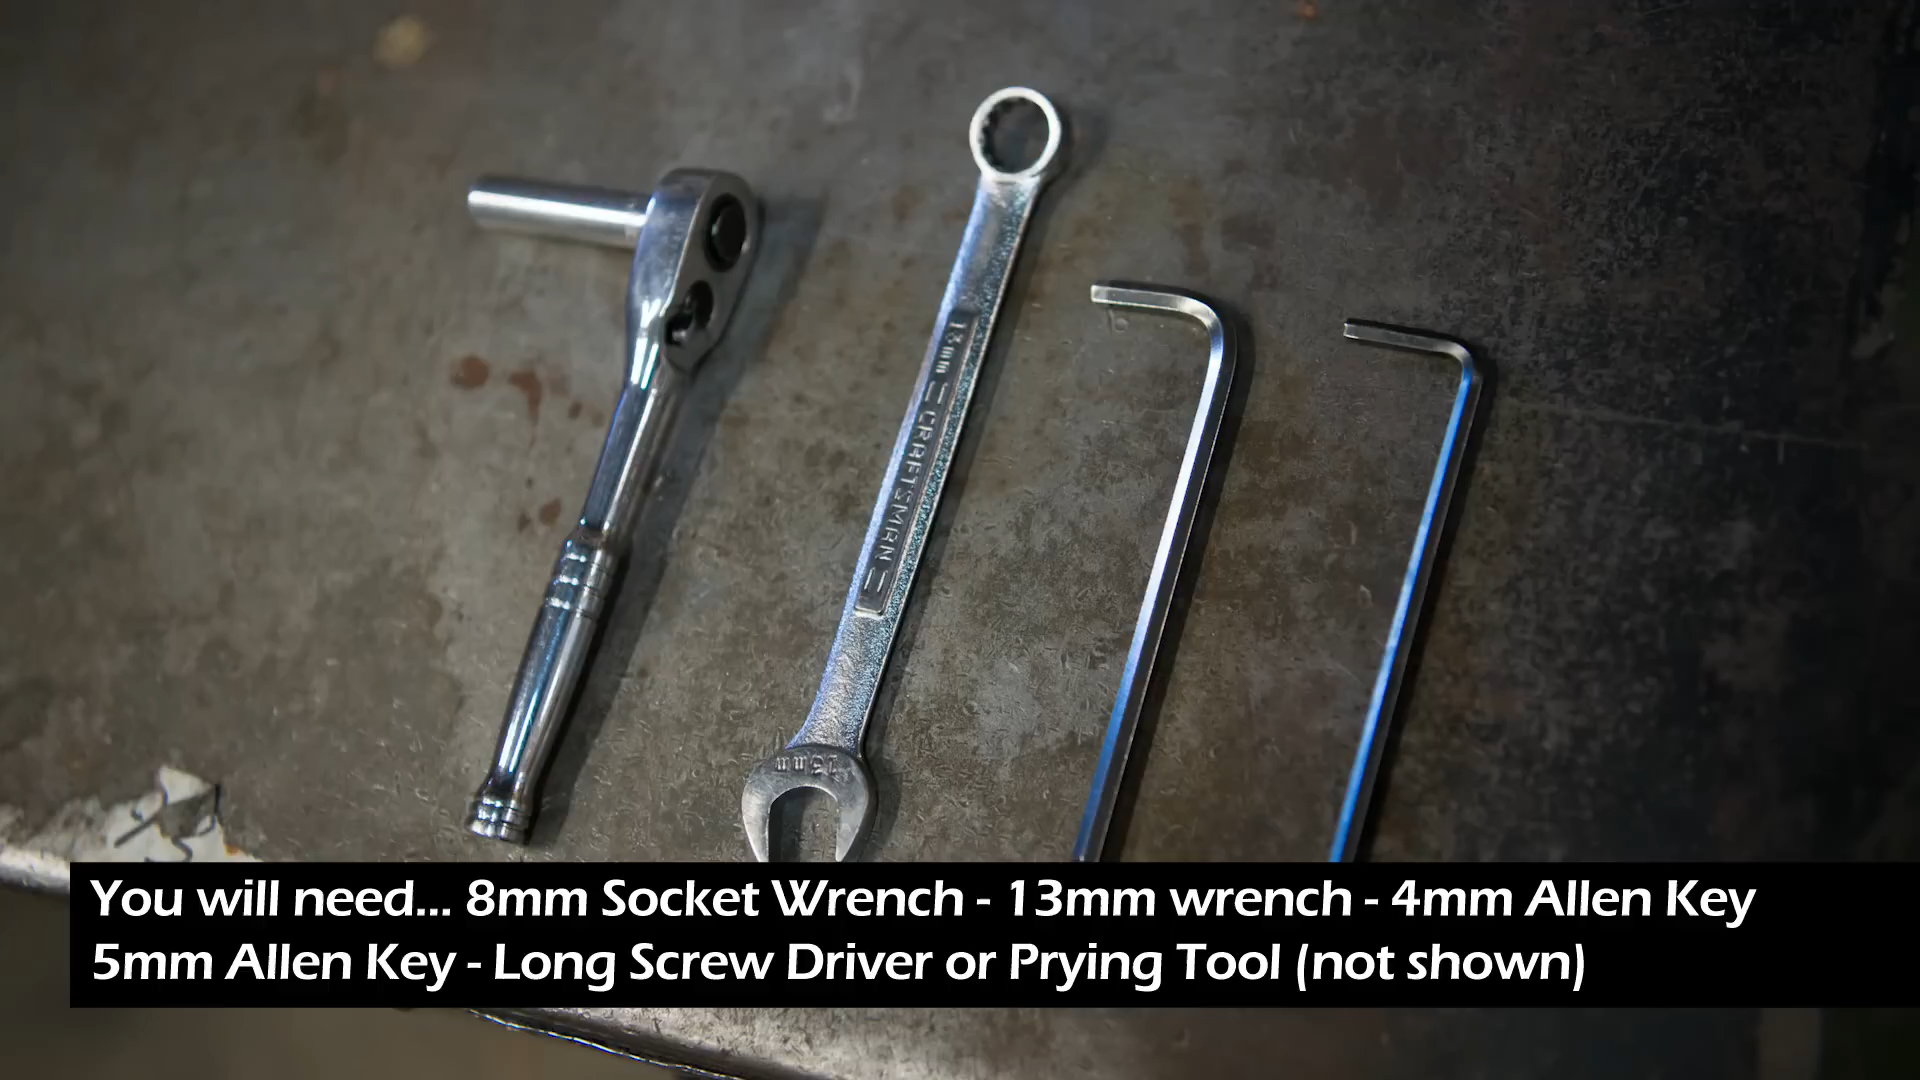 13mm = CRAFTSMAN =
13mm
You will need... 8mm Socket Wrench - 13mm wrench - 4mm Allen Key
5mm Allen Key - Long Screw Driver or Prying Tool (not shown)